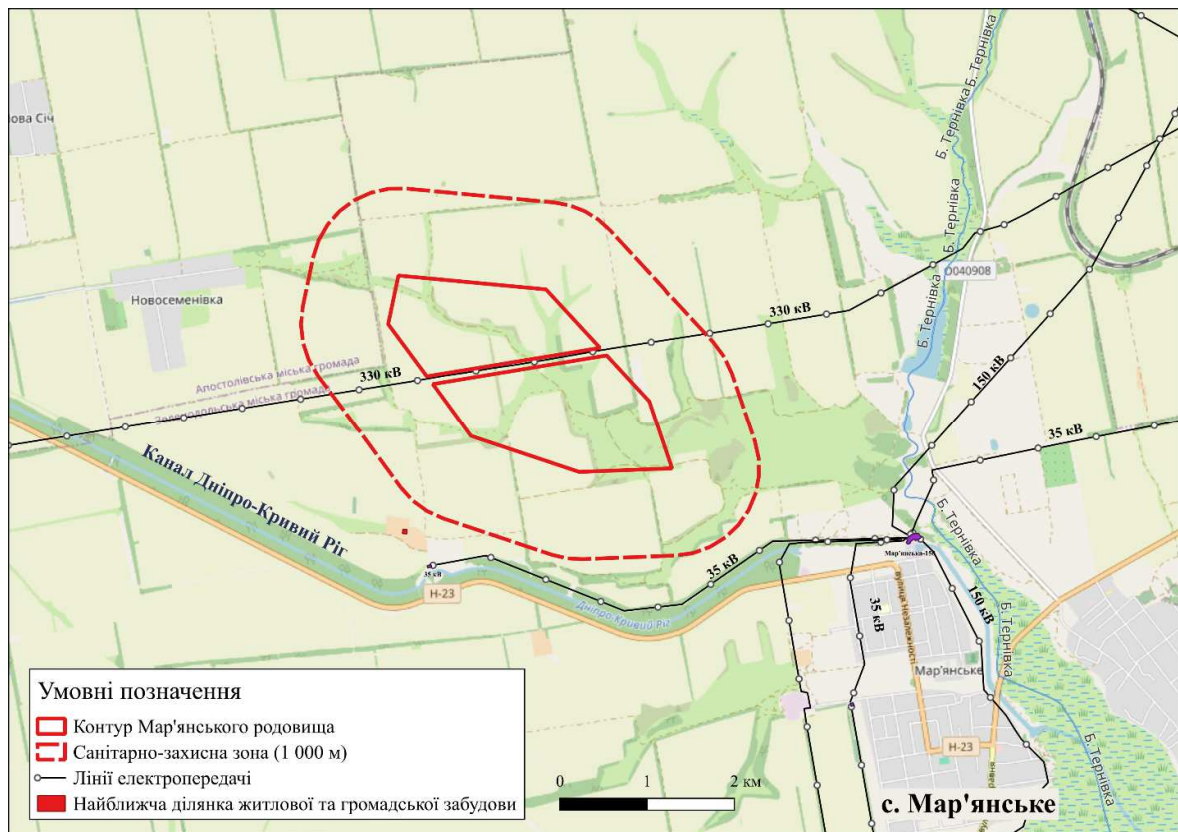 Б. Тернівка
Б. Тернівка
Б. Тернівка
ова Січ
Б. Тернівка
О040908
Новосеменівка
330 кВ
Б. Тернівка
Апостолівська міська громада
330 кВ
Зеленодольська міська громада
150 кВ
35 кВ
Канал Дніпро-Кривий Ріг
Б. Тернівка
Мар'янська-150
35 кВ
35 кВ
Н-23
Дніпро-Кривий Ріг
35 кВ
вулиця Незалежності
150 кВ
Б. Тернівка
Мар'янське
Н-23
Б. Тернівка
Умовні позначення
Контур Мар'янського родовища
Санітарно-захисна зона (1 000 м)
Лінії електропередачі
Найближча ділянка житлової та громадської забудови
0 1 2 км
с. Мар'янське